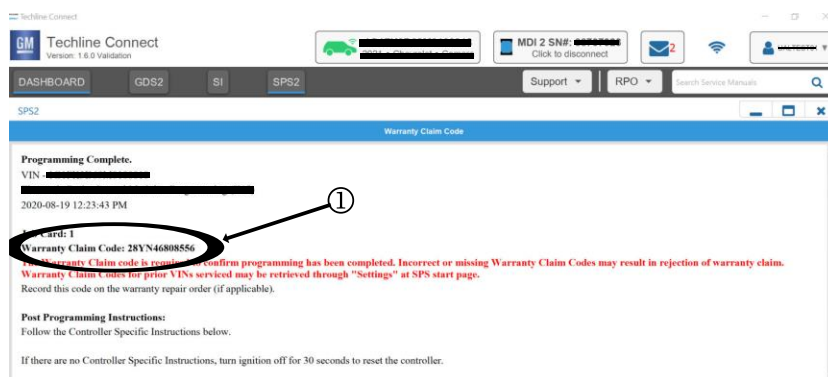 Techline Connect
GM
Techline Connect
Version: 1.6.0 Validation
MDI 2 SN#:
Click to disconnect
2
DASHBOARD GDS2 SI SPS2 Support RPO Search Service Manuals
SPS2
Warranty Claim Code
Programming Complete.
VIN -
2020-08-19 12:23:43 PM
①
Card: 1
Warranty Claim Code: 28YN46808556
Warranty Claim code is required to confirm programming has been completed. Incorrect or missing Warranty Claim Codes may result in rejection of warranty claim.
Warranty Claim Codes for prior VINs serviced may be retrieved through "Settings" at SPS start page.
Record this code on the warranty repair order (if applicable).
Post Programming Instructions:
Follow the Controller Specific Instructions below.
If there are no Controller Specific Instructions, turn ignition off for 30 seconds to reset the controller.